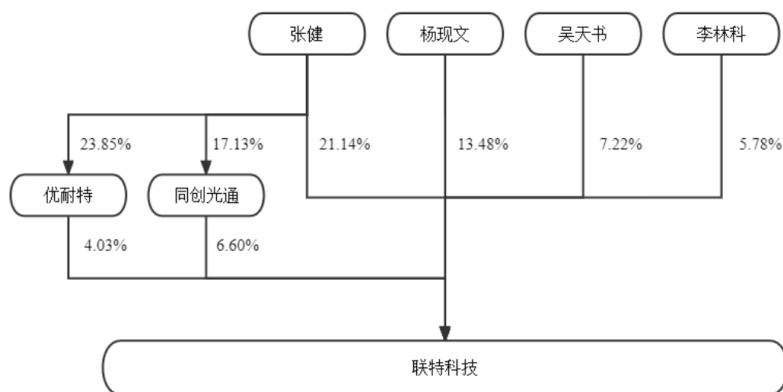 张健 杨现文 吴天书 李林科
23.85% 17.13% 21.14% 13.48% 7.22% 5.78%
优耐特 同创光通
4.03% 6.60%
联特科技